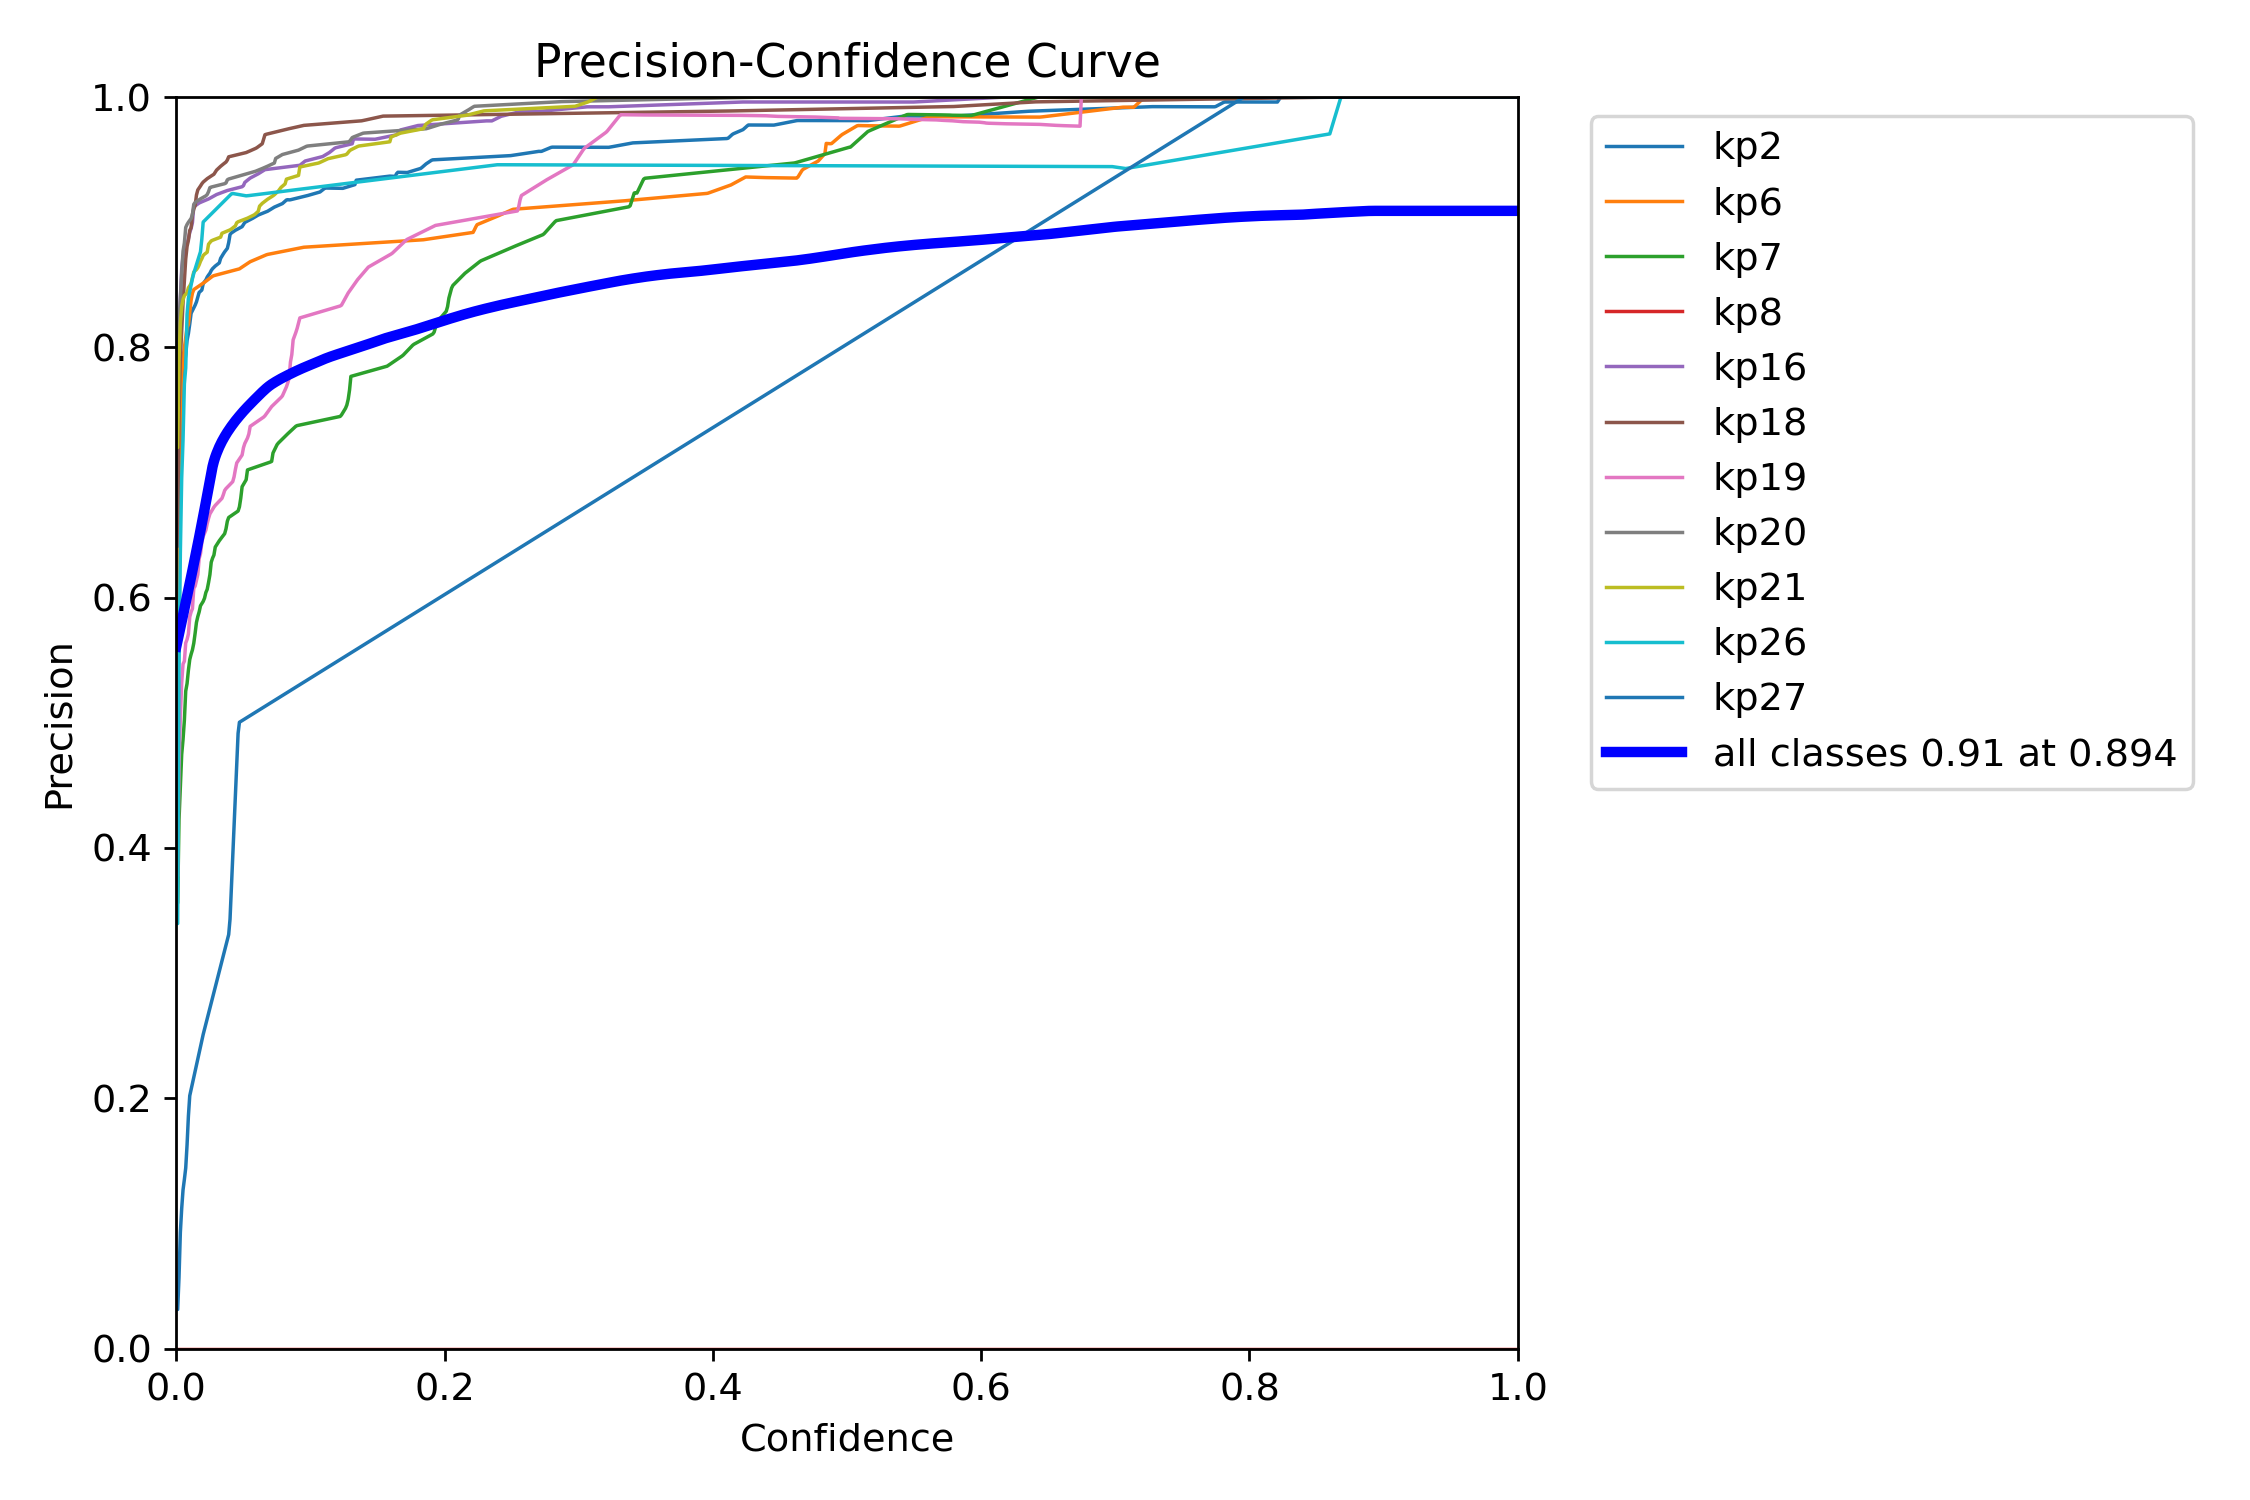 Precision-Confidence Curve
1.0
0.8
0.6
0.4
0.2
0.0
Precision
0.0 0.2 0.4 0.6 0.8 1.0
Confidence
kp2
kp6
kp7
kp8
kp16
kp18
kp19
kp20
kp21
kp26
kp27
all classes 0.91 at 0.894